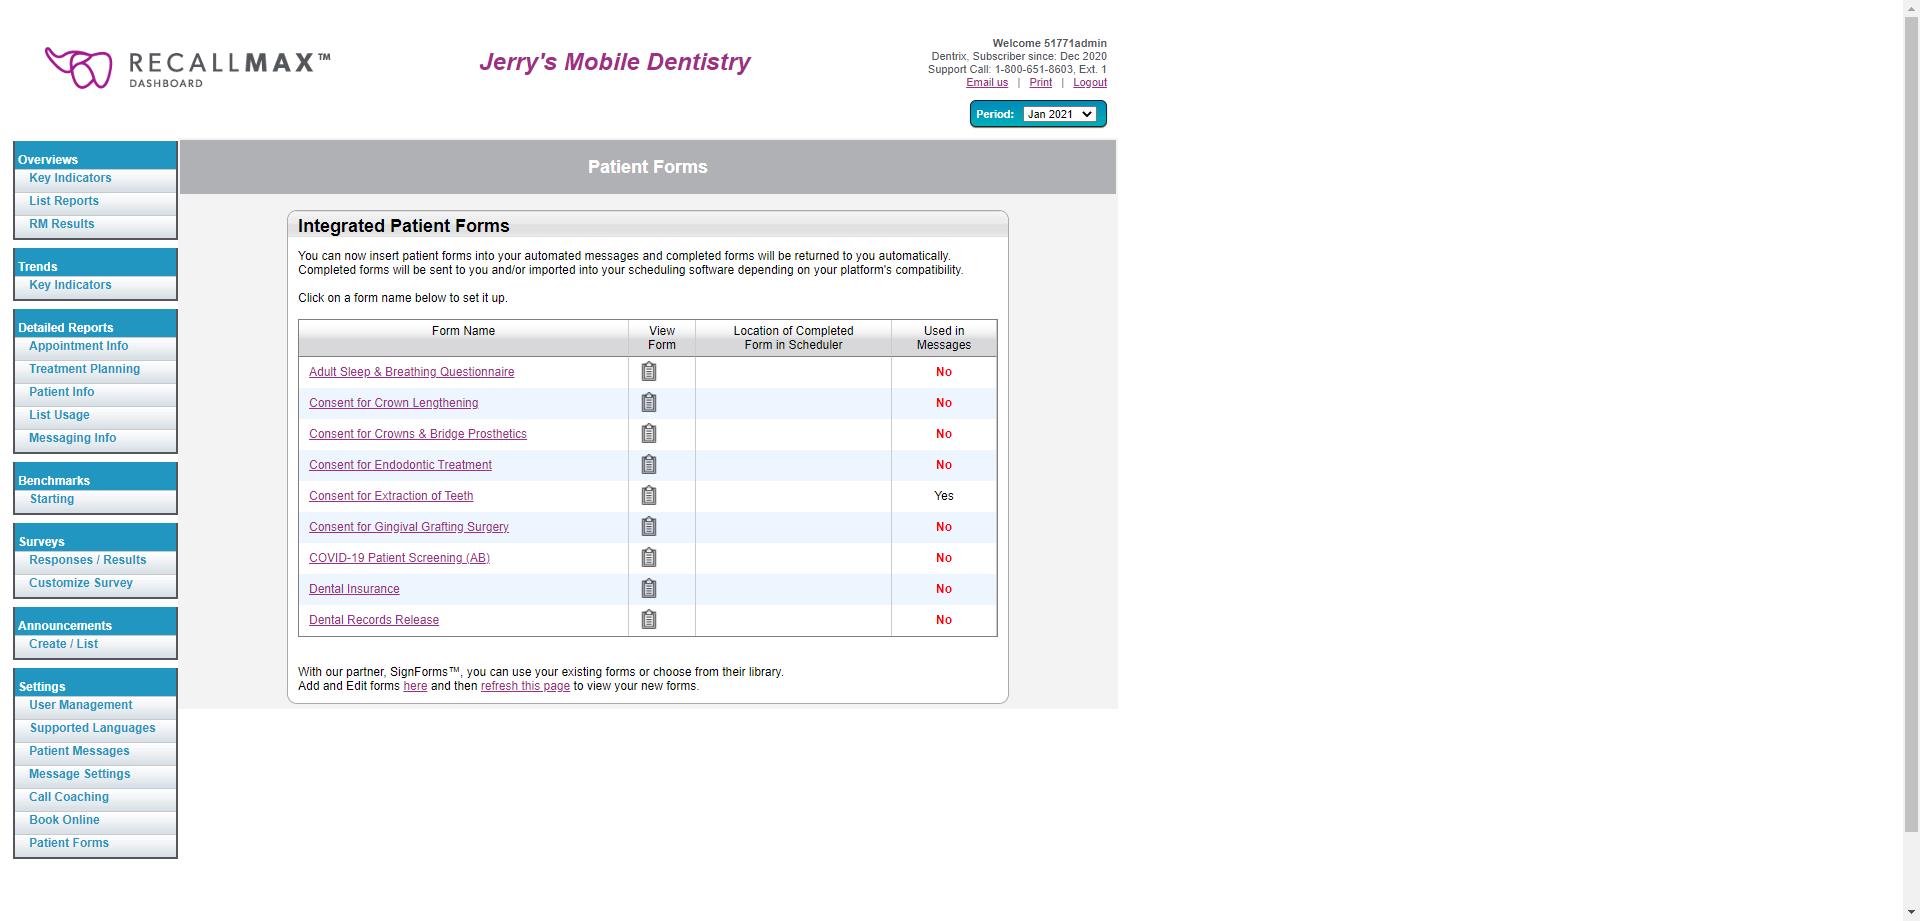 RECALLMAX™
DASHBOARD
Jerry's Mobile Dentistry
Welcome 51771admin
Dentrix, Subscriber since: Dec 2020
Support Call: 1-800-651-8603, Ext. 1
Email us | Print | Logout
Period: Jan 2021
Overviews
Key Indicators
List Reports
RM Results
Trends
Key Indicators
Detailed Reports
Appointment Info
Treatment Planning
Patient Info
List Usage
Messaging Info
Benchmarks
Starting
Surveys
Responses / Results
Customize Survey
Announcements
Create / List
Settings
User Management
Supported Languages
Patient Messages
Message Settings
Call Coaching
Book Online
Patient Forms
Patient Forms
Integrated Patient Forms
You can now insert patient forms into your automated messages and completed forms will be returned to you automatically.
Completed forms will be sent to you and/or imported into your scheduling software depending on your platform's compatibility.
Click on a form name below to set it up.
Form Name View Form Location of Completed Form in Scheduler Used in Messages
Adult Sleep & Breathing Questionnaire No
Consent for Crown Lengthening No
Consent for Crowns & Bridge Prosthetics No
Consent for Endodontic Treatment No
Consent for Extraction of Teeth Yes
Consent for Gingival Grafting Surgery No
COVID-19 Patient Screening (AB) No
Dental Insurance No
Dental Records Release No
With our partner, SignForms™, you can use your existing forms or choose from their library.
Add and Edit forms here and then refresh this page to view your new forms.